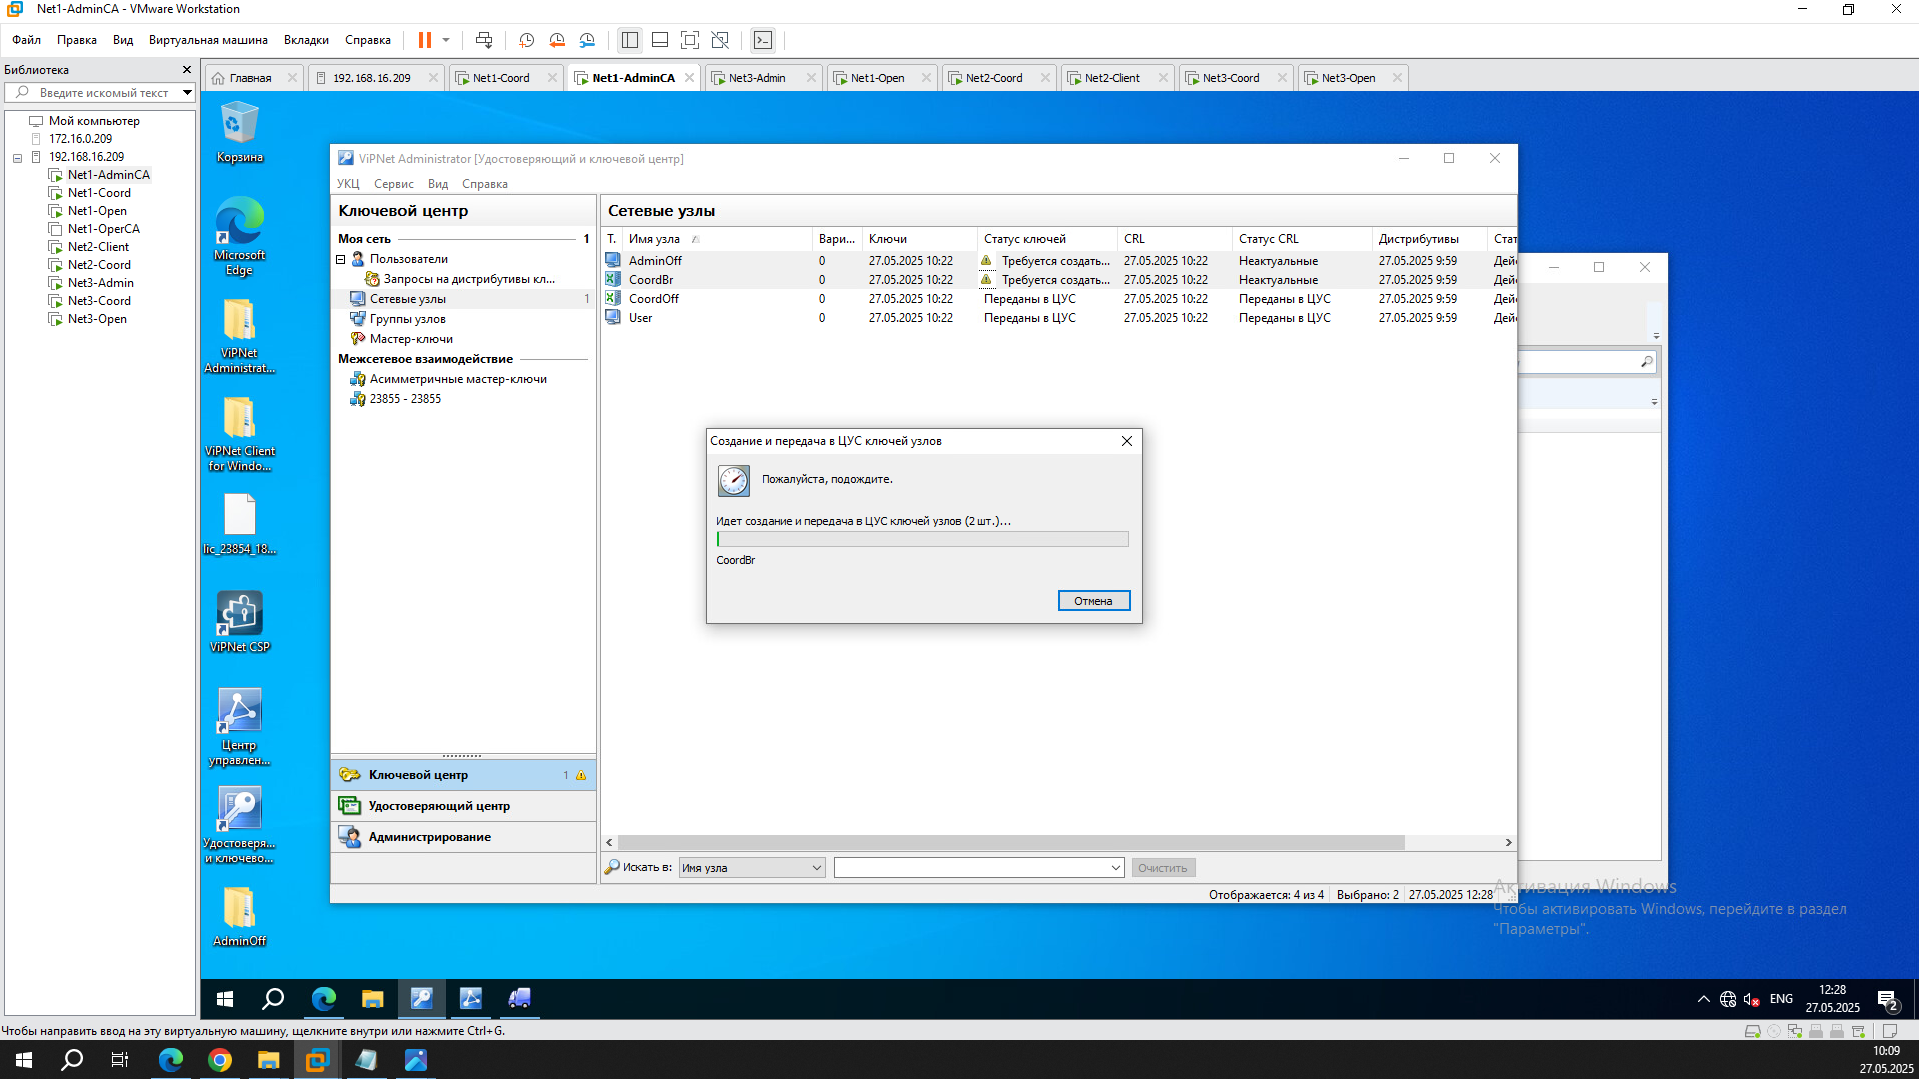 Net1-AdminCA - VMware Workstation
Файл Правка Вид Виртуальная машина Вкладки Справка
Библиотека
Введите искомый текст
Мой компьютер
172.16.0.209
192.168.16.209
Net1-AdminCA
Net1-Coord
Net1-Open
Net1-OperCA
Net2-Client
Net2-Coord
Net3-Admin
Net3-Coord
Net3-Open
Главная 192.168.16.209 Net1-Coord Net1-AdminCA Net3-Admin Net1-Open Net2-Coord Net2-Client Net3-Coord Net3-Open
Корзина
Microsoft
Edge
ViPNet
Administrat...
ViPNet Client
for Windo...
lic_23854_18...
ViPNet CSP
Центр
управлен...
Удостоверя...
и ключево...
AdminOff
ViPNet Administrator [Удостоверяющий и ключевой центр]
УКЦ Сервис Вид Справка
Ключевой центр
Моя сеть 1
Пользователи
Запросы на дистрибутивы кл...
Сетевые узлы 1
Группы узлов
Мастер-ключи
Межсетевое взаимодействие
Асимметричные мастер-ключи
23855 - 23855
Ключевой центр 1
Удостоверяющий центр
Администрирование
Сетевые узлы
Т. Имя узла Вари... Ключи Статус ключей CRL Статус CRL Дистрибутивы Стат
AdminOff 0 27.05.2025 10:22 Требуется создать... 27.05.2025 10:22 Неактуальные 27.05.2025 9:59 Дей
CoordBr 0 27.05.2025 10:22 Требуется создать... 27.05.2025 10:22 Неактуальные 27.05.2025 9:59 Дей
CoordOff 0 27.05.2025 10:22 Переданы в ЦУС 27.05.2025 10:22 Переданы в ЦУС 27.05.2025 9:59 Дей
User 0 27.05.2025 10:22 Переданы в ЦУС 27.05.2025 10:22 Переданы в ЦУС 27.05.2025 9:59 Дей
Создание и передача в ЦУС ключей узлов
Пожалуйста, подождите.
Идет создание и передача в ЦУС ключей узлов (2 шт.)...
CoordBr
Отмена
Искать в: Имя узла Очистить
Отображается: 4 из 4 Выбрано: 2 27.05.2025 12:28
Активация Windows
Чтобы активировать Windows, перейдите в раздел
"Параметры".
ENG 12:28
27.05.2025
2
Чтобы направить ввод на эту виртуальную машину, щелкните внутри или нажмите Ctrl+G.
10:09
27.05.2025